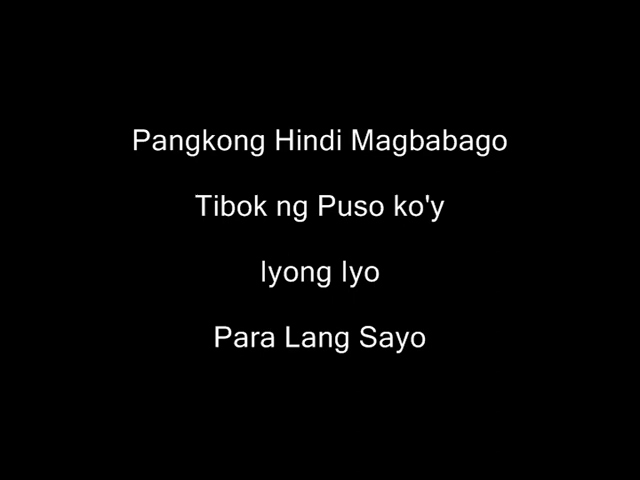 Pangkong Hindi Magbabago
Tibok ng Puso ko'y
Iyong Iyo
Para Lang Sayo